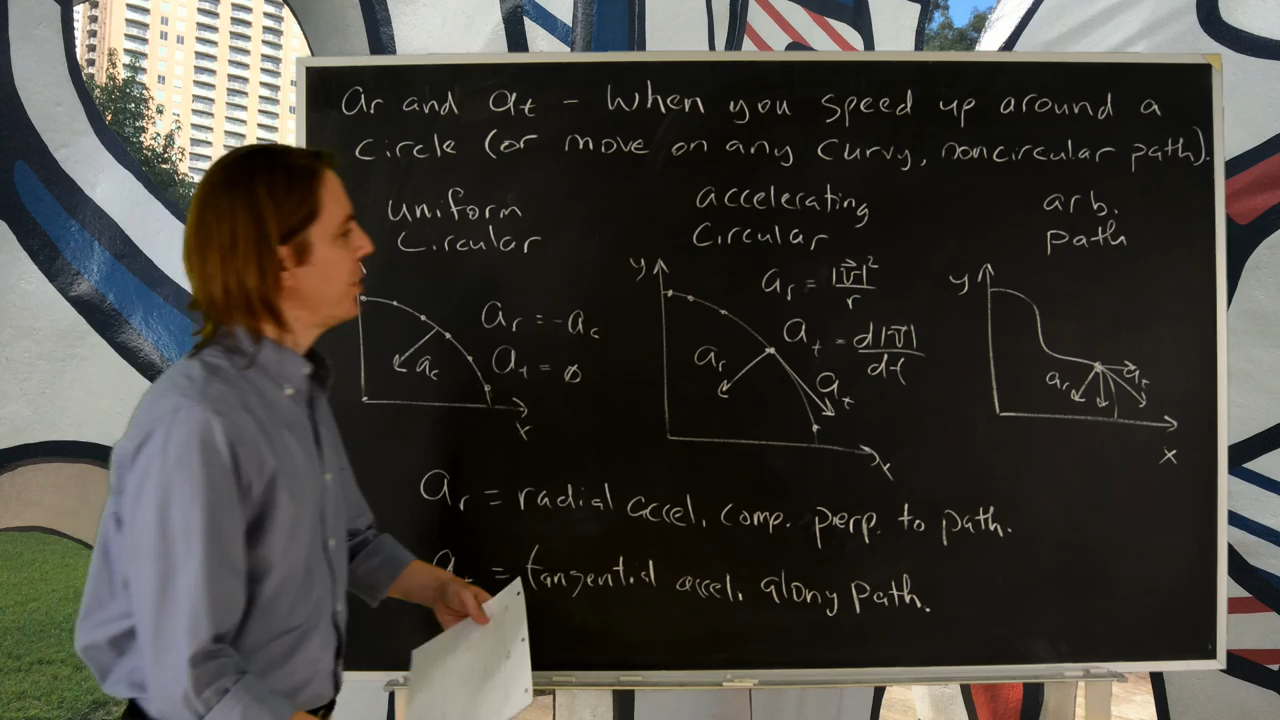 ar and at - when you speed up around a
circle (or move on any curvy, noncircular path).
uniform
circular
ar = -ac
at = ø
ac
x
accelerating
circular
y
ar = |v⃗|²/r
at = d|v⃗|/dt
ar
at
x
arb.
path
y
ar
at
x
ar = radial accel. comp. perp. to path.
= tangential accel. along path.